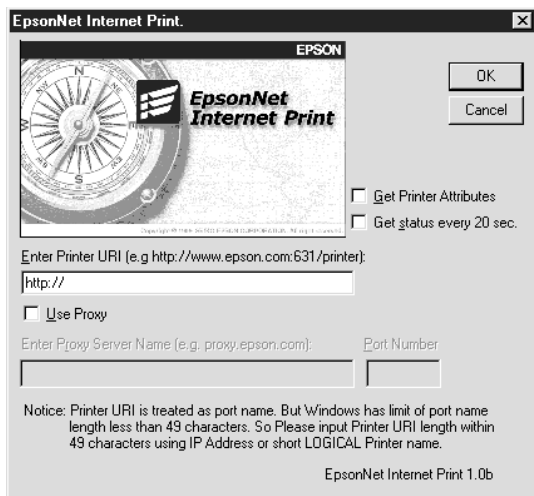 EpsonNet Internet Print.
EPSON
EpsonNet
Internet Print
N
S
W
OK
Cancel
Get Printer Attributes
Get status every 20 sec.
Enter Printer URI (e.g http://www.epson.com:631/printer):
http://
Use Proxy
Enter Proxy Server Name (e.g. proxy.epson.com):
Port Number
Notice: Printer URI is treated as port name. But Windows has limit of port name
length less than 49 characters. So Please input Printer URI length within
49 characters using IP Address or short LOGICAL Printer name.
EpsonNet Internet Print 1.0b